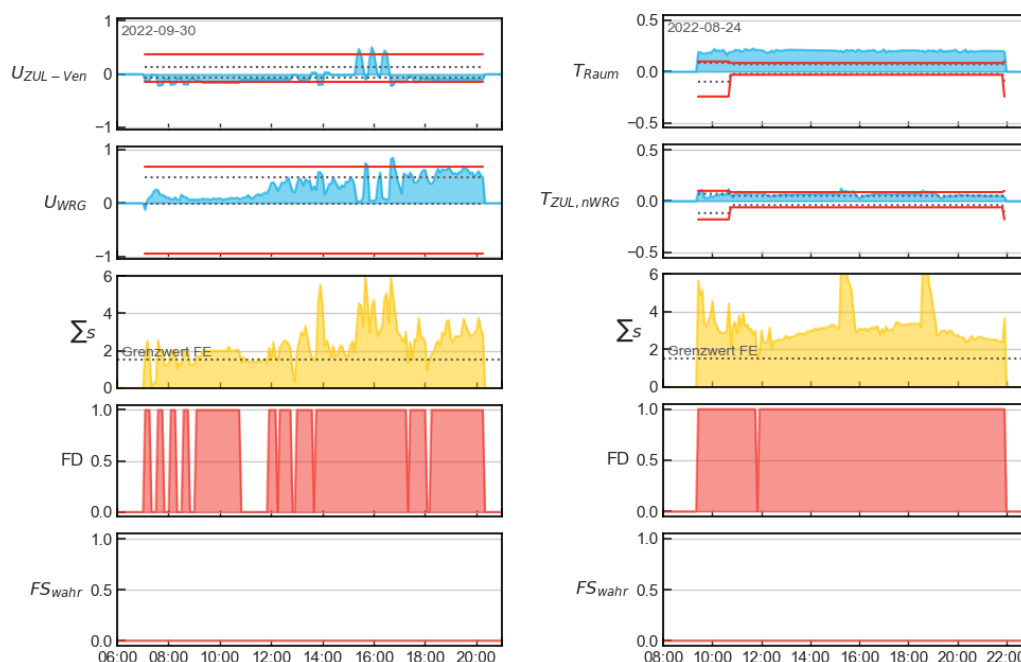 2022-09-30
U_ZUL-Ven
1
0
−1
U_WRG
1
0
−1
∑s
6
4
2
0
Grenzwert FE
FD
1.0
0.5
0.0
FS_wahr
1.0
0.5
0.0
06:00 08:00 10:00 12:00 14:00 16:00 18:00 20:00
2022-08-24
T_Raum
0.5
0.0
−0.5
T_ZUL,nWRG
0.5
0.0
−0.5
∑s
6
4
2
0
Grenzwert FE
FD
1.0
0.5
0.0
FS_wahr
1.0
0.5
0.0
08:00 10:00 12:00 14:00 16:00 18:00 20:00 22:00